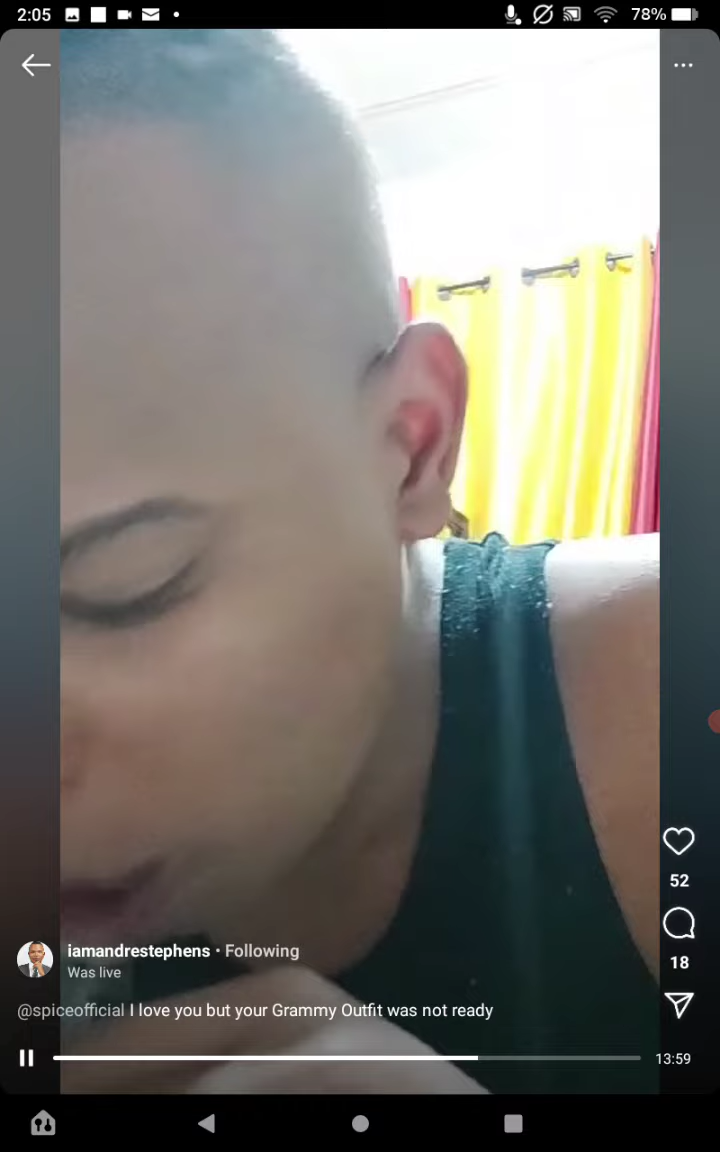 2:05
78%
52
18
iamandrestephens · Following
Was live
@spiceofficial I love you but your Grammy Outfit was not ready
13:59